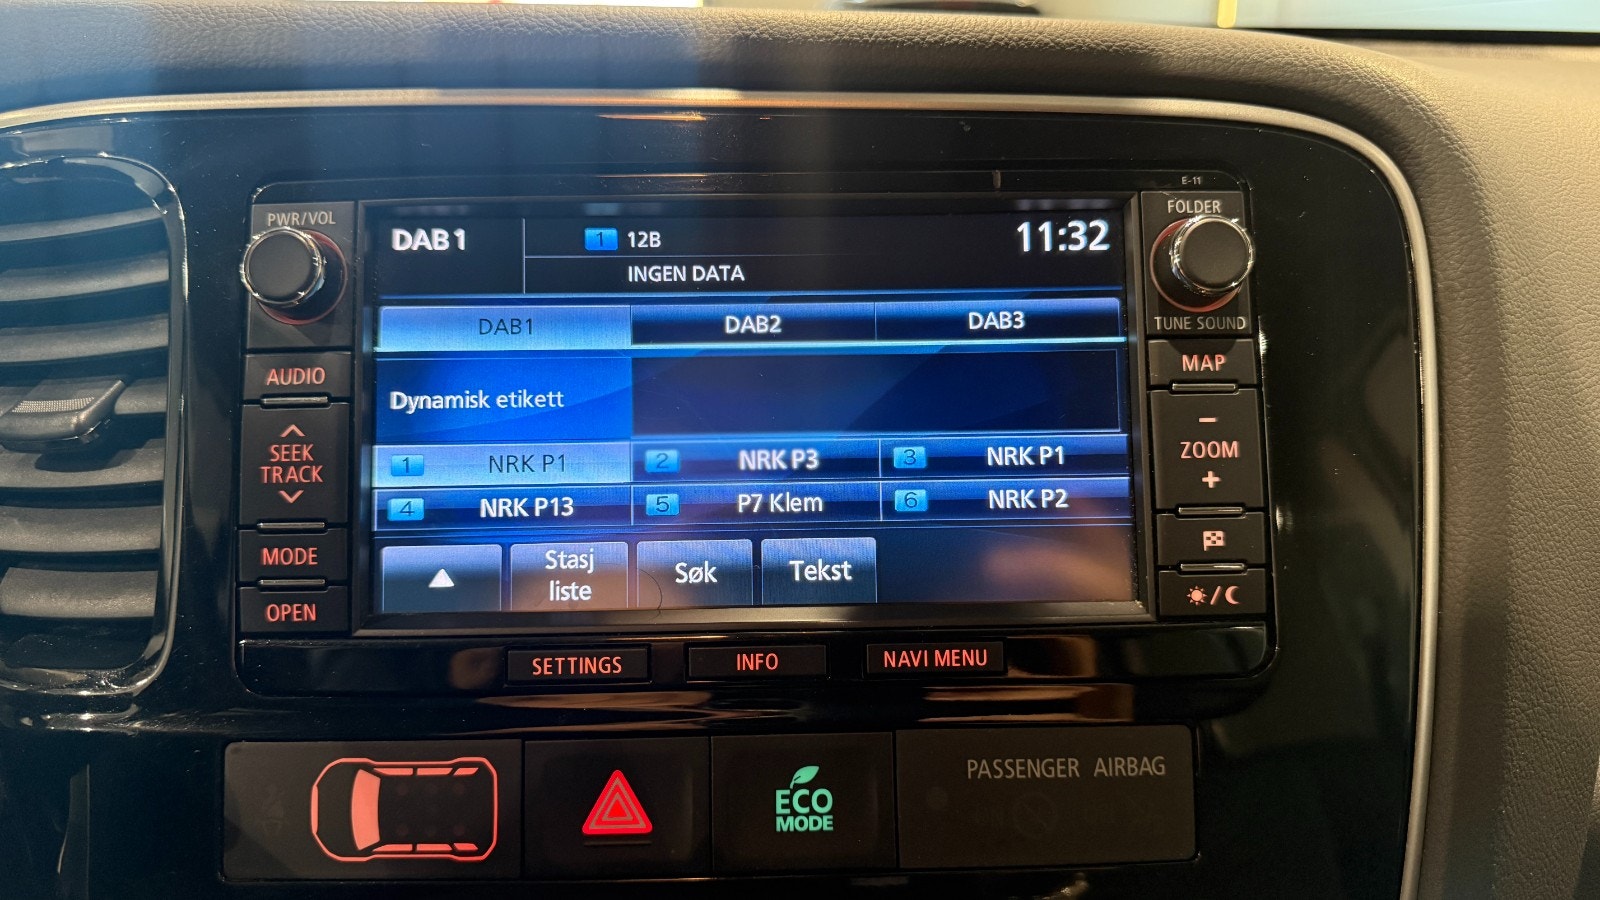 E-11
PWR/VOL
FOLDER
DAB1
1 12B
11:32
INGEN DATA
TUNE SOUND
DAB1 DAB2 DAB3
AUDIO
MAP
Dynamisk etikett
SEEK
TRACK
−
ZOOM
+
1 NRK P1 2 NRK P3 3 NRK P1
4 NRK P13 5 P7 Klem 6 NRK P2
MODE
Stasj
liste
Søk
Tekst
OPEN
SETTINGS INFO NAVI MENU
PASSENGER AIRBAG
ECO
MODE